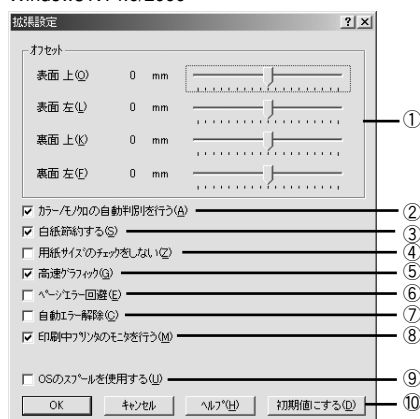 拡張設定
オフセット
表面 上(O) 0 mm
表面 左(L) 0 mm
裏面 上(K) 0 mm
裏面 左(F) 0 mm
①
カラー/モノクロの自動判別を行う(A) ②
白紙節約する(S) ③
用紙サイズのチェックをしない(Z) ④
高速グラフィック(G) ⑤
ページエラー回避(E) ⑥
自動エラー解除(C) ⑦
印刷中プリンタのモニタを行う(M) ⑧
OSのスプールを使用する(U) ⑨
OK キャンセル ヘルプ(H) 初期値にする(D) ⑩